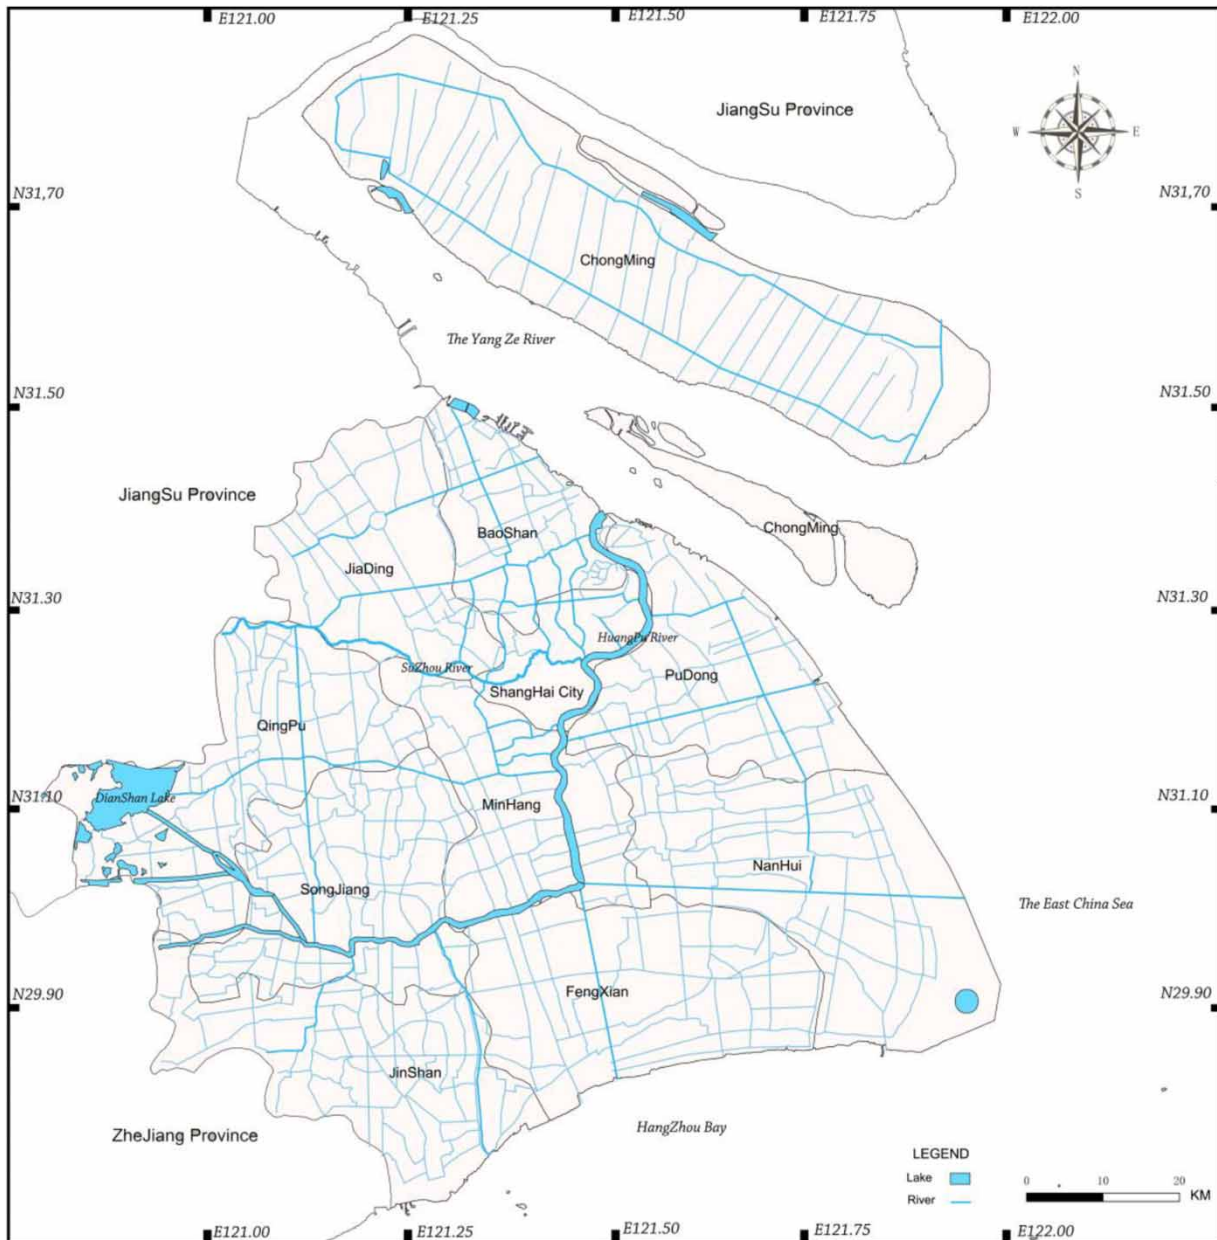 E121.00 E121.25 E121.50 E121.75 E122.00
JiangSu Province
N
W E
S
N31,70 N31,70
ChongMing
The Yang Ze River
N31.50 N31.50
JiangSu Province
BaoShan
ChongMing
JiaDing
N31.30 N31.30
HuangPu River
SuZhou River
PuDong
ShangHai City
QingPu
DianShan Lake
MinHang
N31.10 N31.10
NanHui
SongJiang
The East China Sea
FengXian
N29.90 N29.90
JinShan
HangZhou Bay
ZheJiang Province
LEGEND
Lake
River
0 10 20
KM
E121.00 E121.25 E121.50 E121.75 E122.00